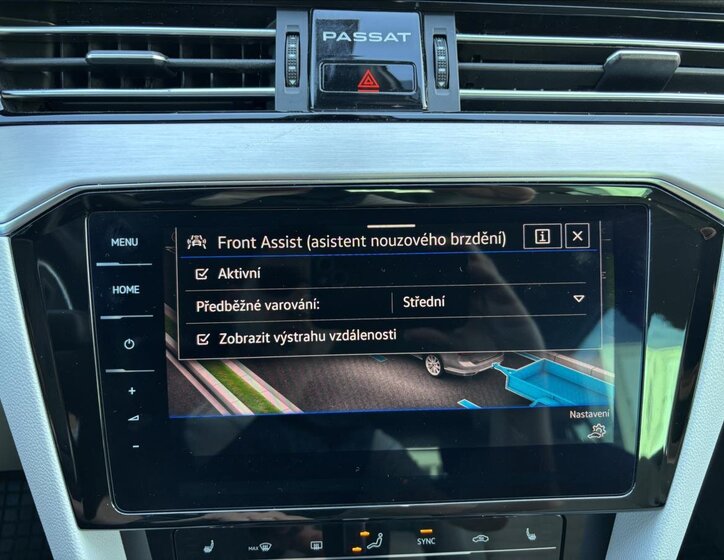 PASSAT
MENU
HOME
+
-
Front Assist (asistent nouzového brzdění)
i
Aktivní
Předběžné varování:
Střední
Zobrazit výstrahu vzdálenosti
Nastavení
MAX
SYNC